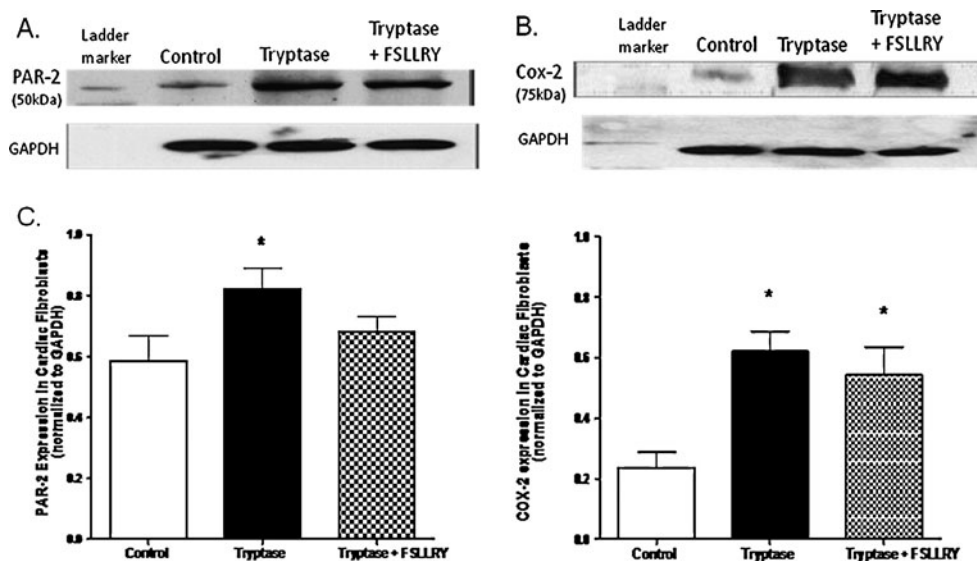 A.
Ladder
marker
Control
Tryptase
Tryptase
+ FSLLRY
PAR-2
(50kDa)
GAPDH
B.
Ladder
marker
Control
Tryptase
Tryptase
+ FSLLRY
Cox-2
(75kDa)
GAPDH
C.
PAR-2 Expression in Cardiac Fibroblasts
(normalized to GAPDH)
1.0
0.8
0.6
0.4
0.2
0.0
*
Control
Tryptase
Tryptase + FSLLRY
COX-2 expression in Cardiac Fibroblasts
(normalized to GAPDH)
1.0
0.8
0.6
0.4
0.2
0.0
*
*
Control
Tryptase
Tryptase + FSLLRY